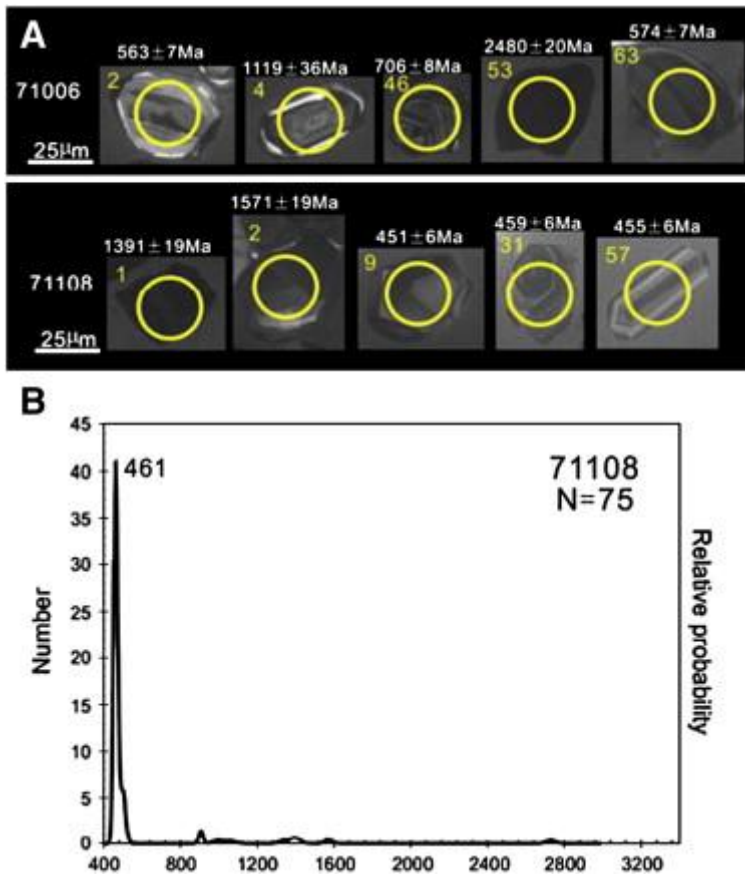 A
563±7Ma 1119±36Ma 706±8Ma 2480±20Ma 574±7Ma
2 4 46 53 63
71006
25μm
1571±19Ma
1391±19Ma 451±6Ma 459±6Ma 455±6Ma
1 2 9 31 57
71108
25μm
B
45
40
35
30
25
20
15
10
5
0
Number
461
71108
N=75
Relative probability
400 800 1200 1600 2000 2400 2800 3200